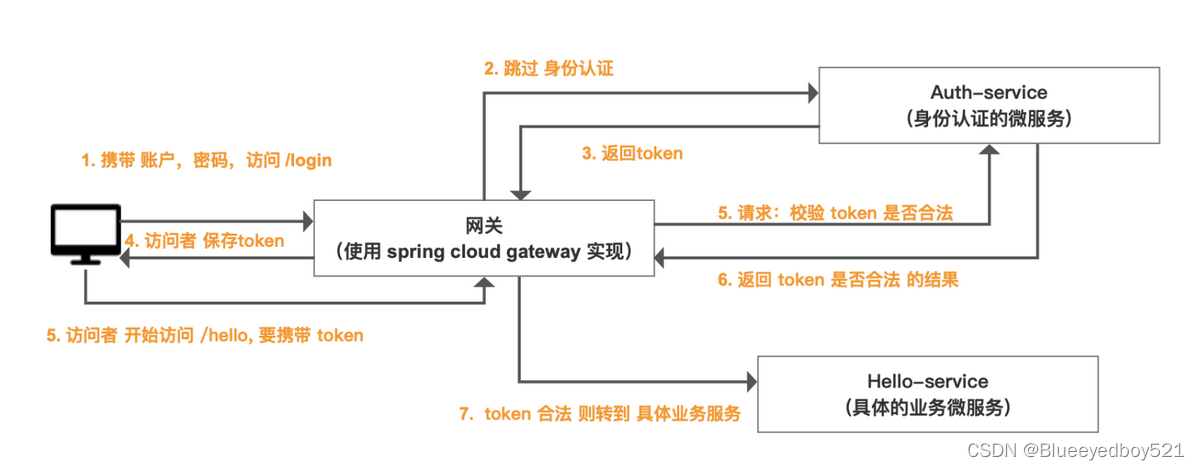 2. 跳过 身份认证
Auth-service
（身份认证的微服务）
3. 返回token
1. 携带 账户，密码，访问 /login
5. 请求：校验 token 是否合法
网关
（使用 spring cloud gateway 实现）
4. 访问者 保存token
6. 返回 token 是否合法 的结果
5. 访问者 开始访问 /hello, 要携带 token
Hello-service
（具体的业务微服务）
7. token 合法 则转到 具体业务服务
CSDN @Blueeyedboy521